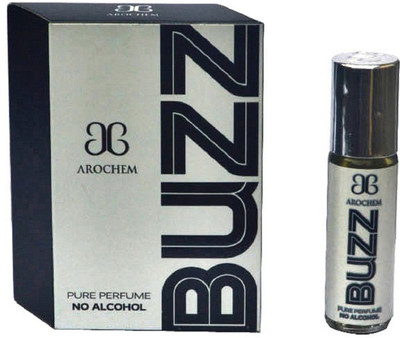 AROCHEM
AROCHEM
BUZZ
PURE PERFUME
NO ALCOHOL
AROCHEM
BUZZ
PURE PERFUME
NO ALCOHOL